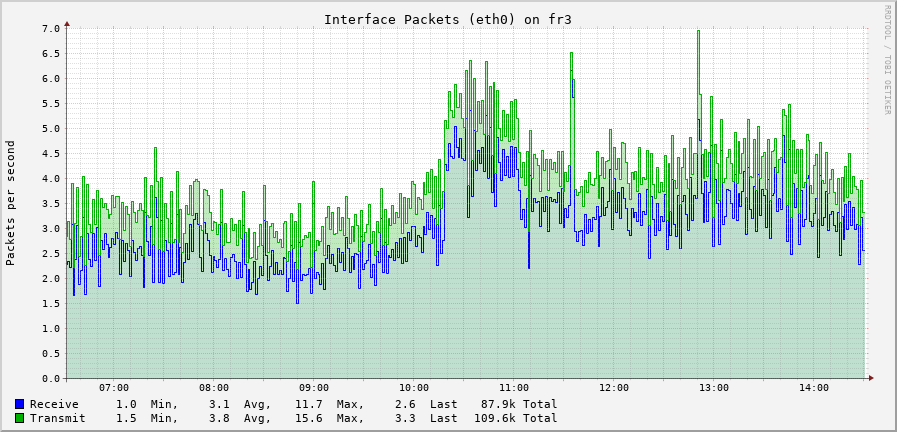 Interface Packets (eth0) on fr3
RRDTOOL / TOBI OETIKER
Packets per second
7.0
6.5
6.0
5.5
5.0
4.5
4.0
3.5
3.0
2.5
2.0
1.5
1.0
0.5
0.0
07:00 08:00 09:00 10:00 11:00 12:00 13:00 14:00
Receive 1.0 Min, 3.1 Avg, 11.7 Max, 2.6 Last 87.9k Total
Transmit 1.5 Min, 3.8 Avg, 15.6 Max, 3.3 Last 109.6k Total